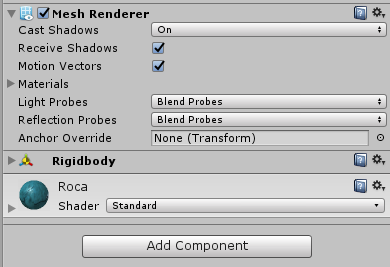 Mesh Renderer
Cast Shadows On
Receive Shadows
Motion Vectors
Materials
Light Probes Blend Probes
Reflection Probes Blend Probes
Anchor Override None (Transform)
Rigidbody
Roca
Shader Standard
Add Component